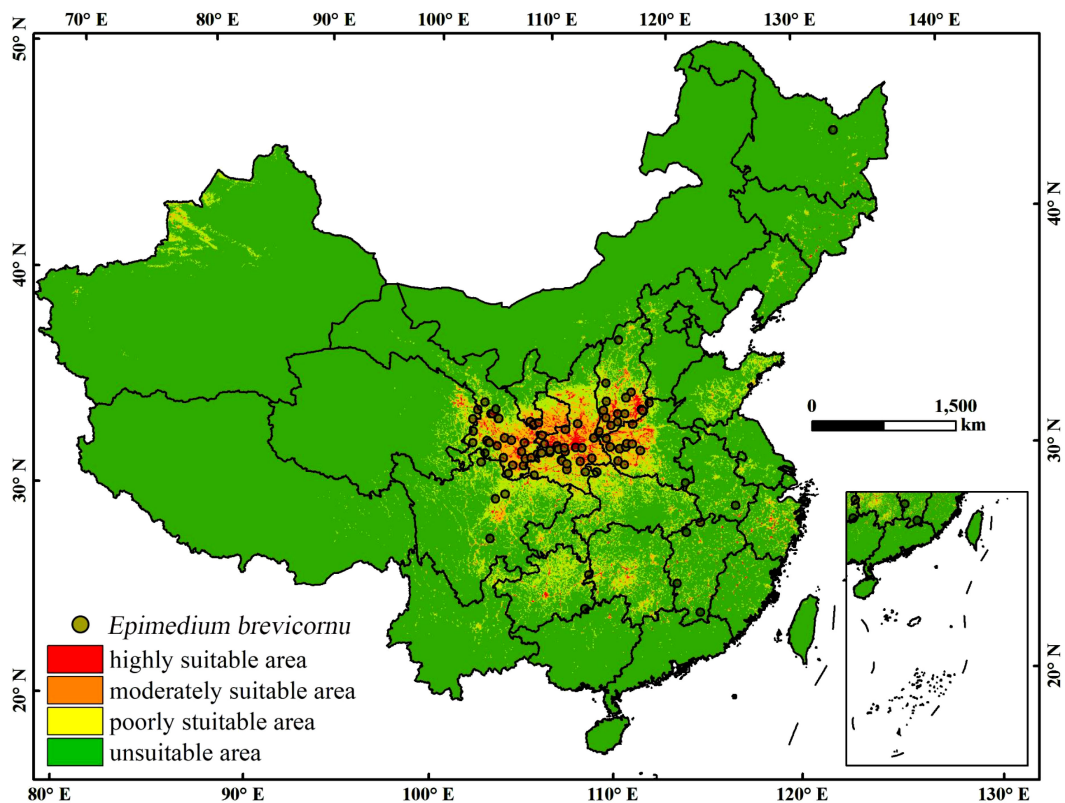 70° E 80° E 90° E 100° E 110° E 120° E 130° E 140° E
50° N
40° N
40° N
30° N
30° N
20° N
20° N
0 1,500
km
Epimedium brevicornu
highly suitable area
moderately suitable area
poorly stuitable area
unsuitable area
80° E 90° E 100° E 110° E 120° E 130° E